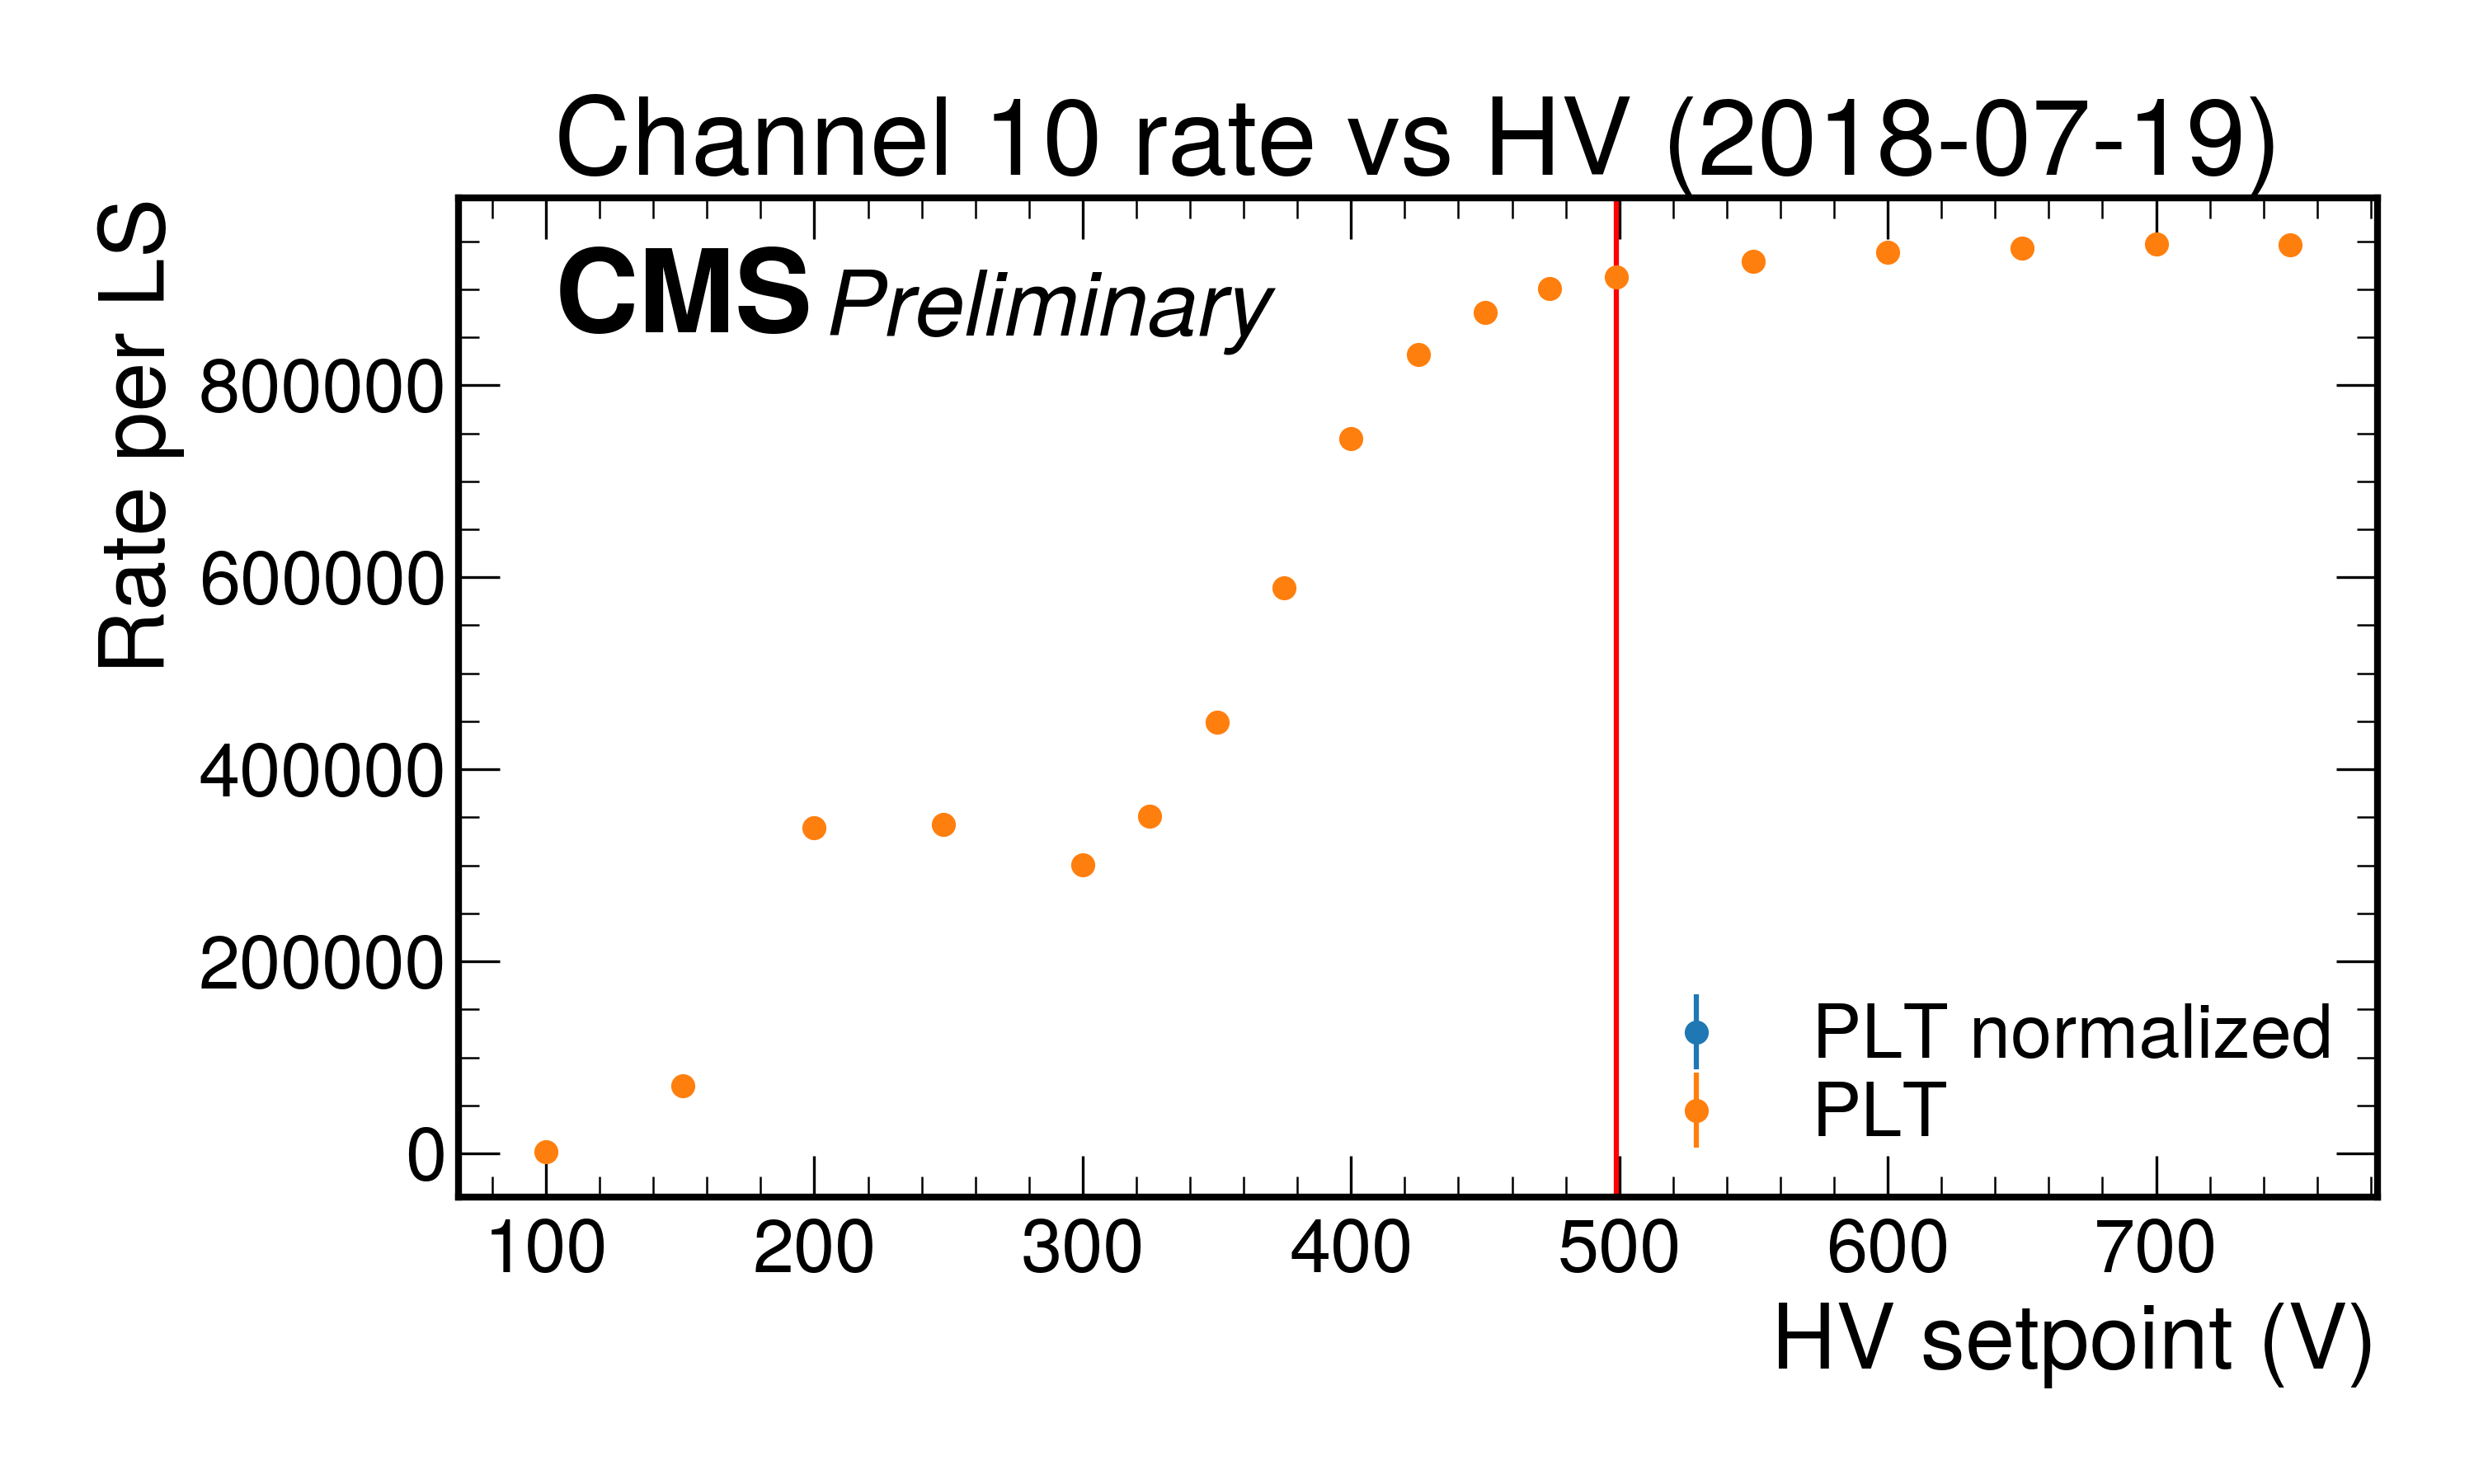 Channel 10 rate vs HV (2018-07-19)
CMS Preliminary
Rate per LS
800000
600000
400000
200000
0
PLT normalized
PLT
100 200 300 400 500 600 700
HV setpoint (V)